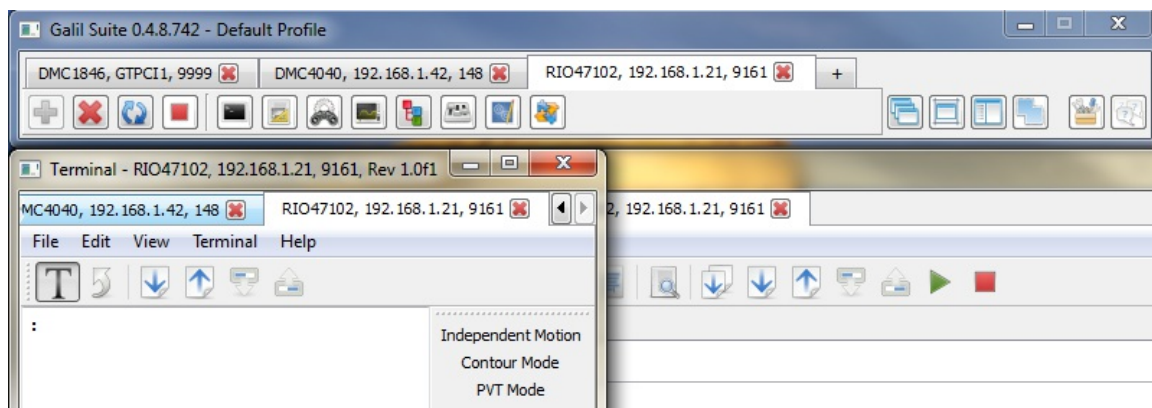 Galil Suite 0.4.8.742 - Default Profile
DMC1846, GTPCI1, 9999
DMC4040, 192.168.1.42, 148
RIO47102, 192.168.1.21, 9161
+
Terminal - RIO47102, 192.168.1.21, 9161, Rev 1.0f1
MC4040, 192.168.1.42, 148
RIO47102, 192.168.1.21, 9161
2, 192.168.1.21, 9161
File Edit View Terminal Help
T
:
Independent Motion
Contour Mode
PVT Mode